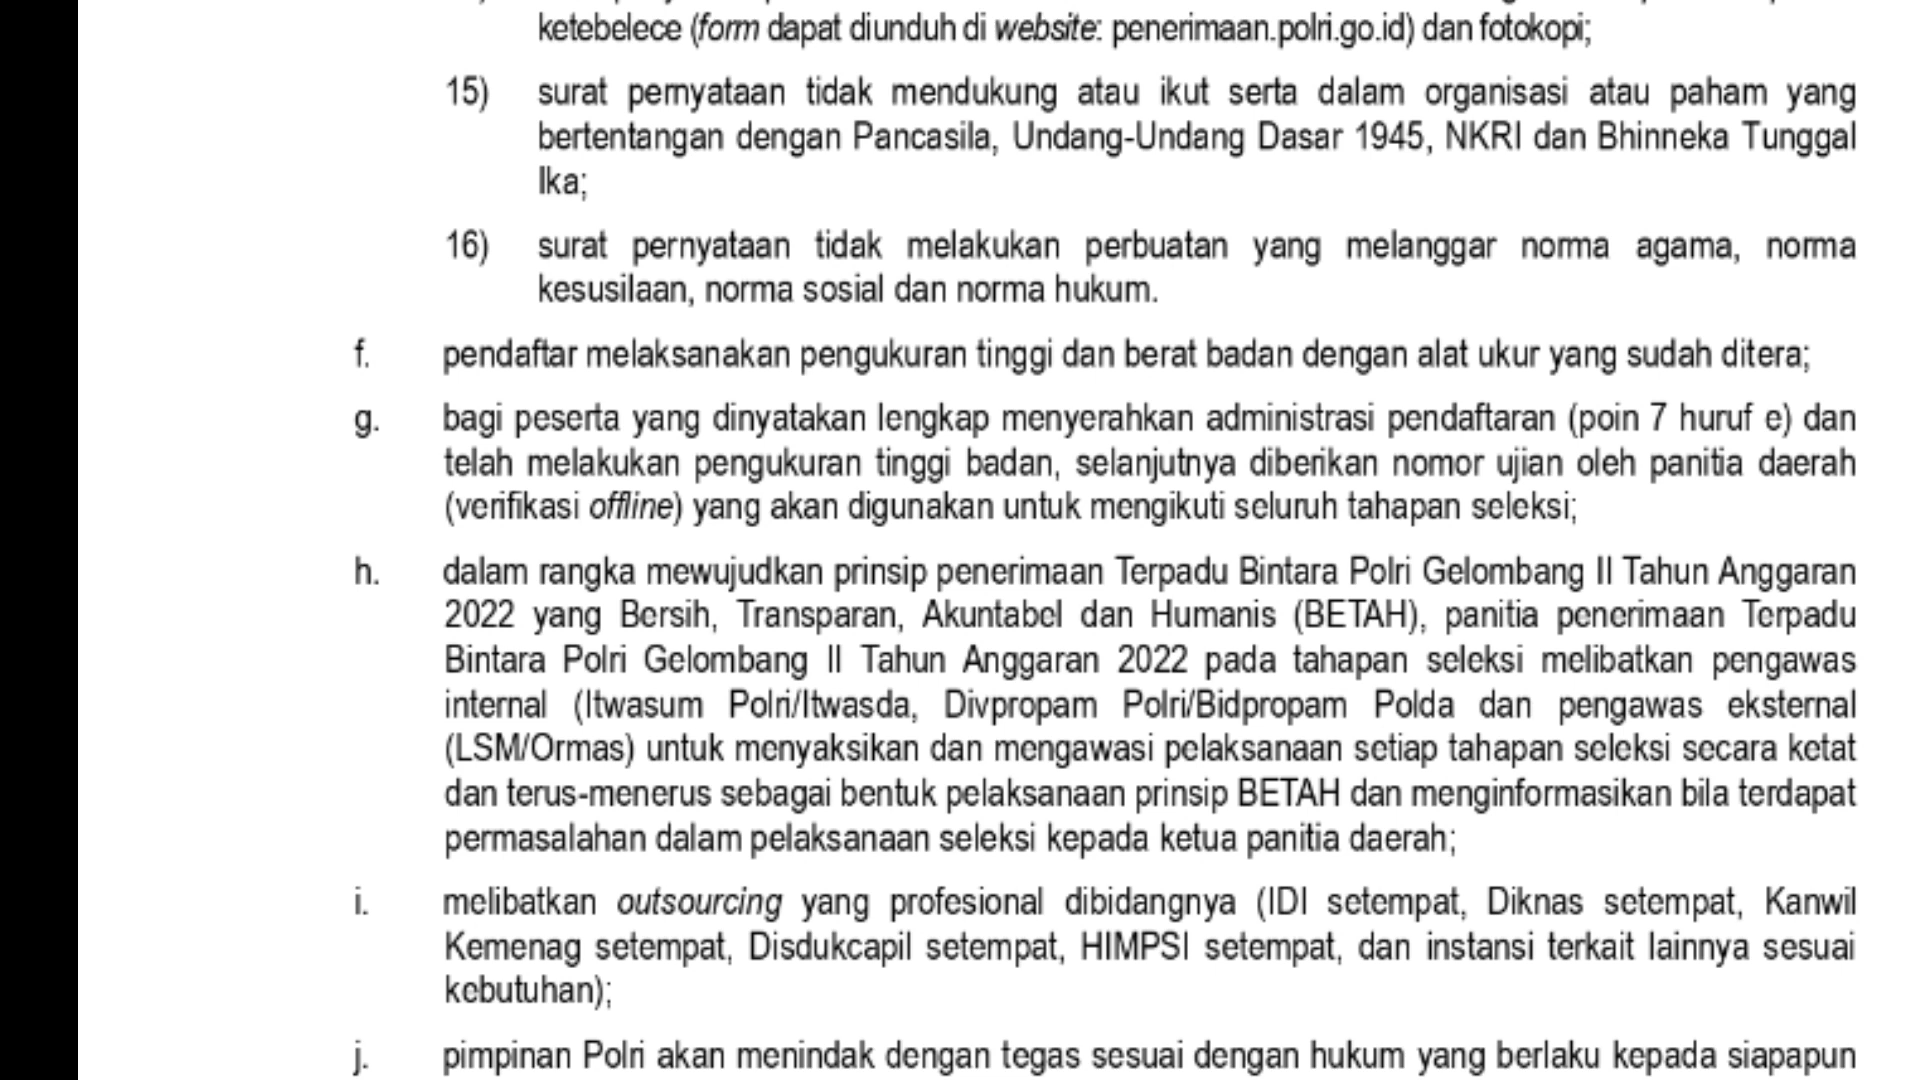 ketebelece (form dapat diunduh di website: penerimaan.polri.go.id) dan fotokopi;
15) surat pernyataan tidak mendukung atau ikut serta dalam organisasi atau paham yang
bertentangan dengan Pancasila, Undang-Undang Dasar 1945, NKRI dan Bhinneka Tunggal
Ika;
16) surat pernyataan tidak melakukan perbuatan yang melanggar norma agama, norma
kesusilaan, norma sosial dan norma hukum.
f. pendaftar melaksanakan pengukuran tinggi dan berat badan dengan alat ukur yang sudah ditera;
g. bagi peserta yang dinyatakan lengkap menyerahkan administrasi pendaftaran (poin 7 huruf e) dan
telah melakukan pengukuran tinggi badan, selanjutnya diberikan nomor ujian oleh panitia daerah
(verifikasi offline) yang akan digunakan untuk mengikuti seluruh tahapan seleksi;
h. dalam rangka mewujudkan prinsip penerimaan Terpadu Bintara Polri Gelombang II Tahun Anggaran
2022 yang Bersih, Transparan, Akuntabel dan Humanis (BETAH), panitia penerimaan Terpadu
Bintara Polri Gelombang II Tahun Anggaran 2022 pada tahapan seleksi melibatkan pengawas
internal (Itwasum Polri/Itwasda, Divpropam Polri/Bidpropam Polda dan pengawas eksternal
(LSM/Ormas) untuk menyaksikan dan mengawasi pelaksanaan setiap tahapan seleksi secara ketat
dan terus-menerus sebagai bentuk pelaksanaan prinsip BETAH dan menginformasikan bila terdapat
permasalahan dalam pelaksanaan seleksi kepada ketua panitia daerah;
i. melibatkan outsourcing yang profesional dibidangnya (IDI setempat, Diknas setempat, Kanwil
Kemenag setempat, Disdukcapil setempat, HIMPSI setempat, dan instansi terkait lainnya sesuai
kebutuhan);
j. pimpinan Polri akan menindak dengan tegas sesuai dengan hukum yang berlaku kepada siapapun